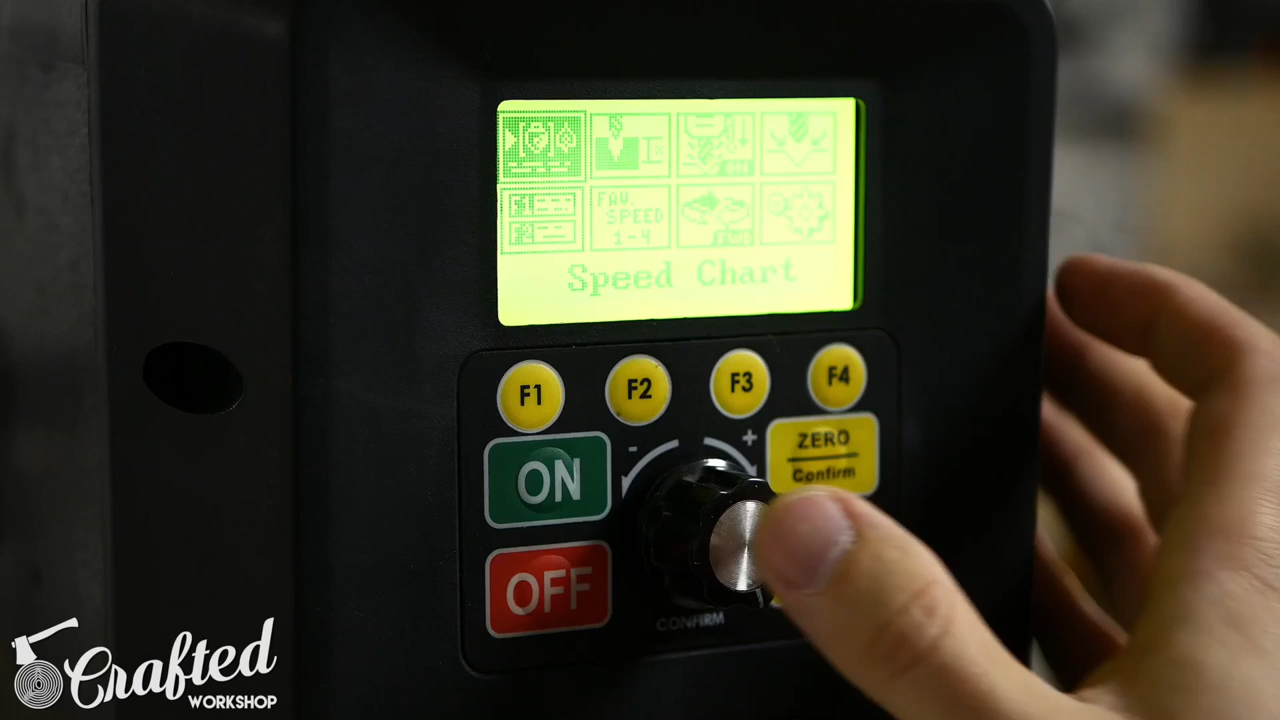 FAV.
SPEED
1-4
Speed Chart
F1
F2
F3
F4
ON
-
+
ZERO
Confirm
OFF
CONFIRM
Crafted
WORKSHOP